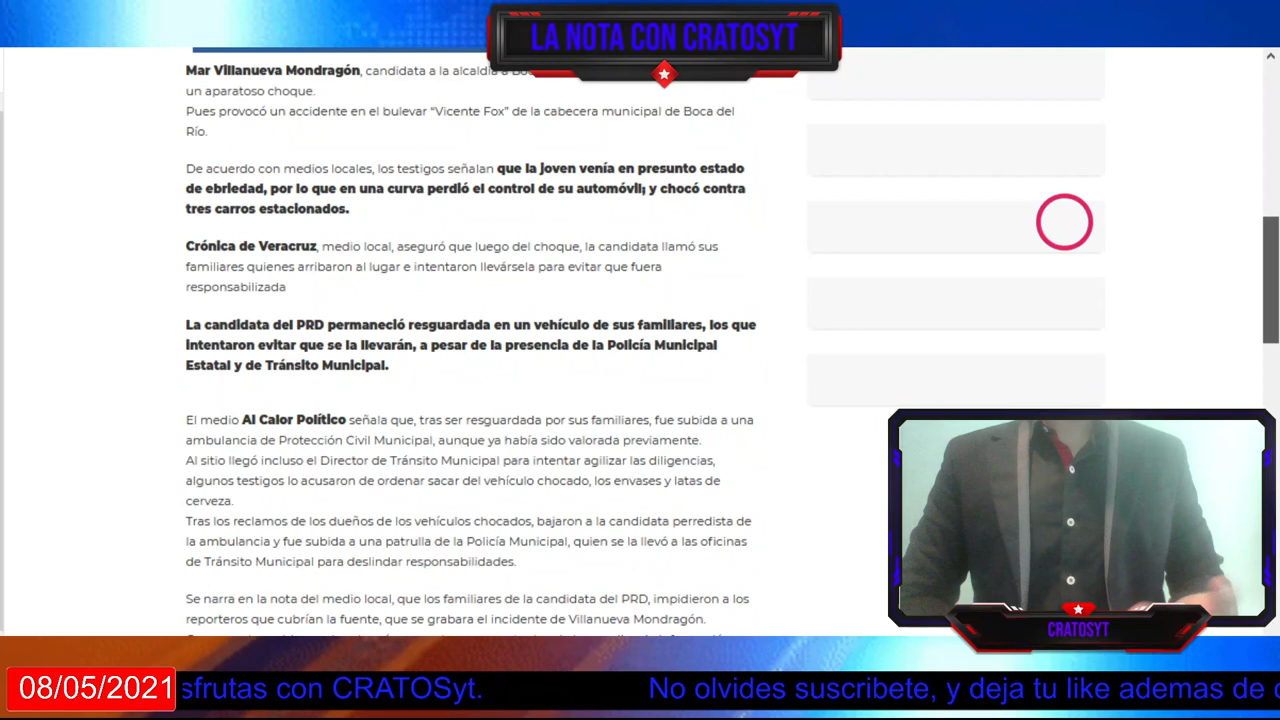 LA NOTA CON CRATOSYT
Mar Villanueva Mondragón, candidata a la alcaldía a
un aparatoso choque.
Pues provocó un accidente en el bulevar “Vicente Fox” de la cabecera municipal de Boca del
Río.
De acuerdo con medios locales, los testigos señalan que la joven venía en presunto estado
de ebriedad, por lo que en una curva perdió el control de su automóvil; y chocó contra
tres carros estacionados.
Crónica de Veracruz, medio local, aseguró que luego del choque, la candidata llamó sus
familiares quienes arribaron al lugar e intentaron llevársela para evitar que fuera
responsabilizada
La candidata del PRD permaneció resguardada en un vehículo de sus familiares, los que
intentaron evitar que se la llevarán, a pesar de la presencia de la Policía Municipal
Estatal y de Tránsito Municipal.
El medio Al Calor Político señala que, tras ser resguardada por sus familiares, fue subida a una
ambulancia de Protección Civil Municipal, aunque ya había sido valorada previamente.
Al sitio llegó incluso el Director de Tránsito Municipal para intentar agilizar las diligencias,
algunos testigos lo acusaron de ordenar sacar del vehículo chocado, los envases y latas de
cerveza.
Tras los reclamos de los dueños de los vehículos chocados, bajaron a la candidata perredista de
la ambulancia y fue subida a una patrulla de la Policía Municipal, quien se la llevó a las oficinas
de Tránsito Municipal para deslindar responsabilidades.
Se narra en la nota del medio local, que los familiares de la candidata del PRD, impidieron a los
reporteros que cubrían la fuente, que se grabara el incidente de Villanueva Mondragón.
CRATOSYT
08/05/2021 sfrutas con CRATOSyt. No olvides suscribete, y deja tu like ademas de